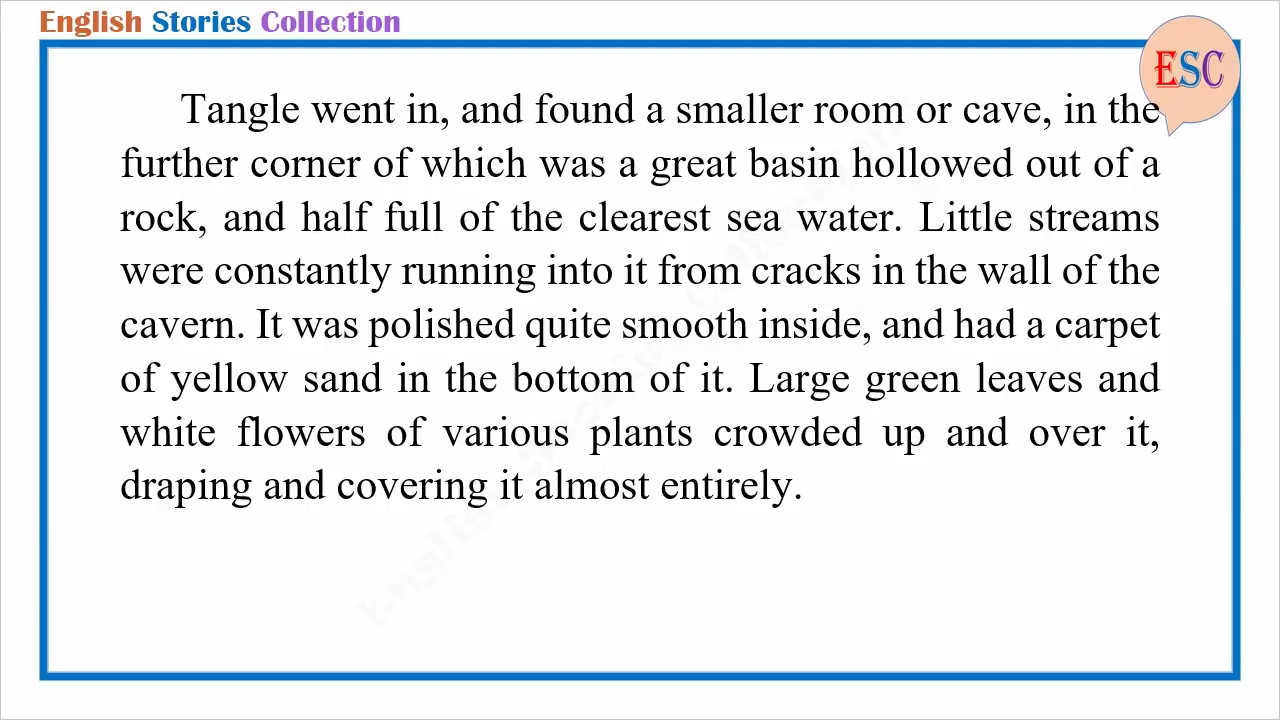 English Stories Collection
ESC
Tangle went in, and found a smaller room or cave, in the
further corner of which was a great basin hollowed out of a
rock, and half full of the clearest sea water. Little streams
were constantly running into it from cracks in the wall of the
cavern. It was polished quite smooth inside, and had a carpet
of yellow sand in the bottom of it. Large green leaves and
white flowers of various plants crowded up and over it,
draping and covering it almost entirely.